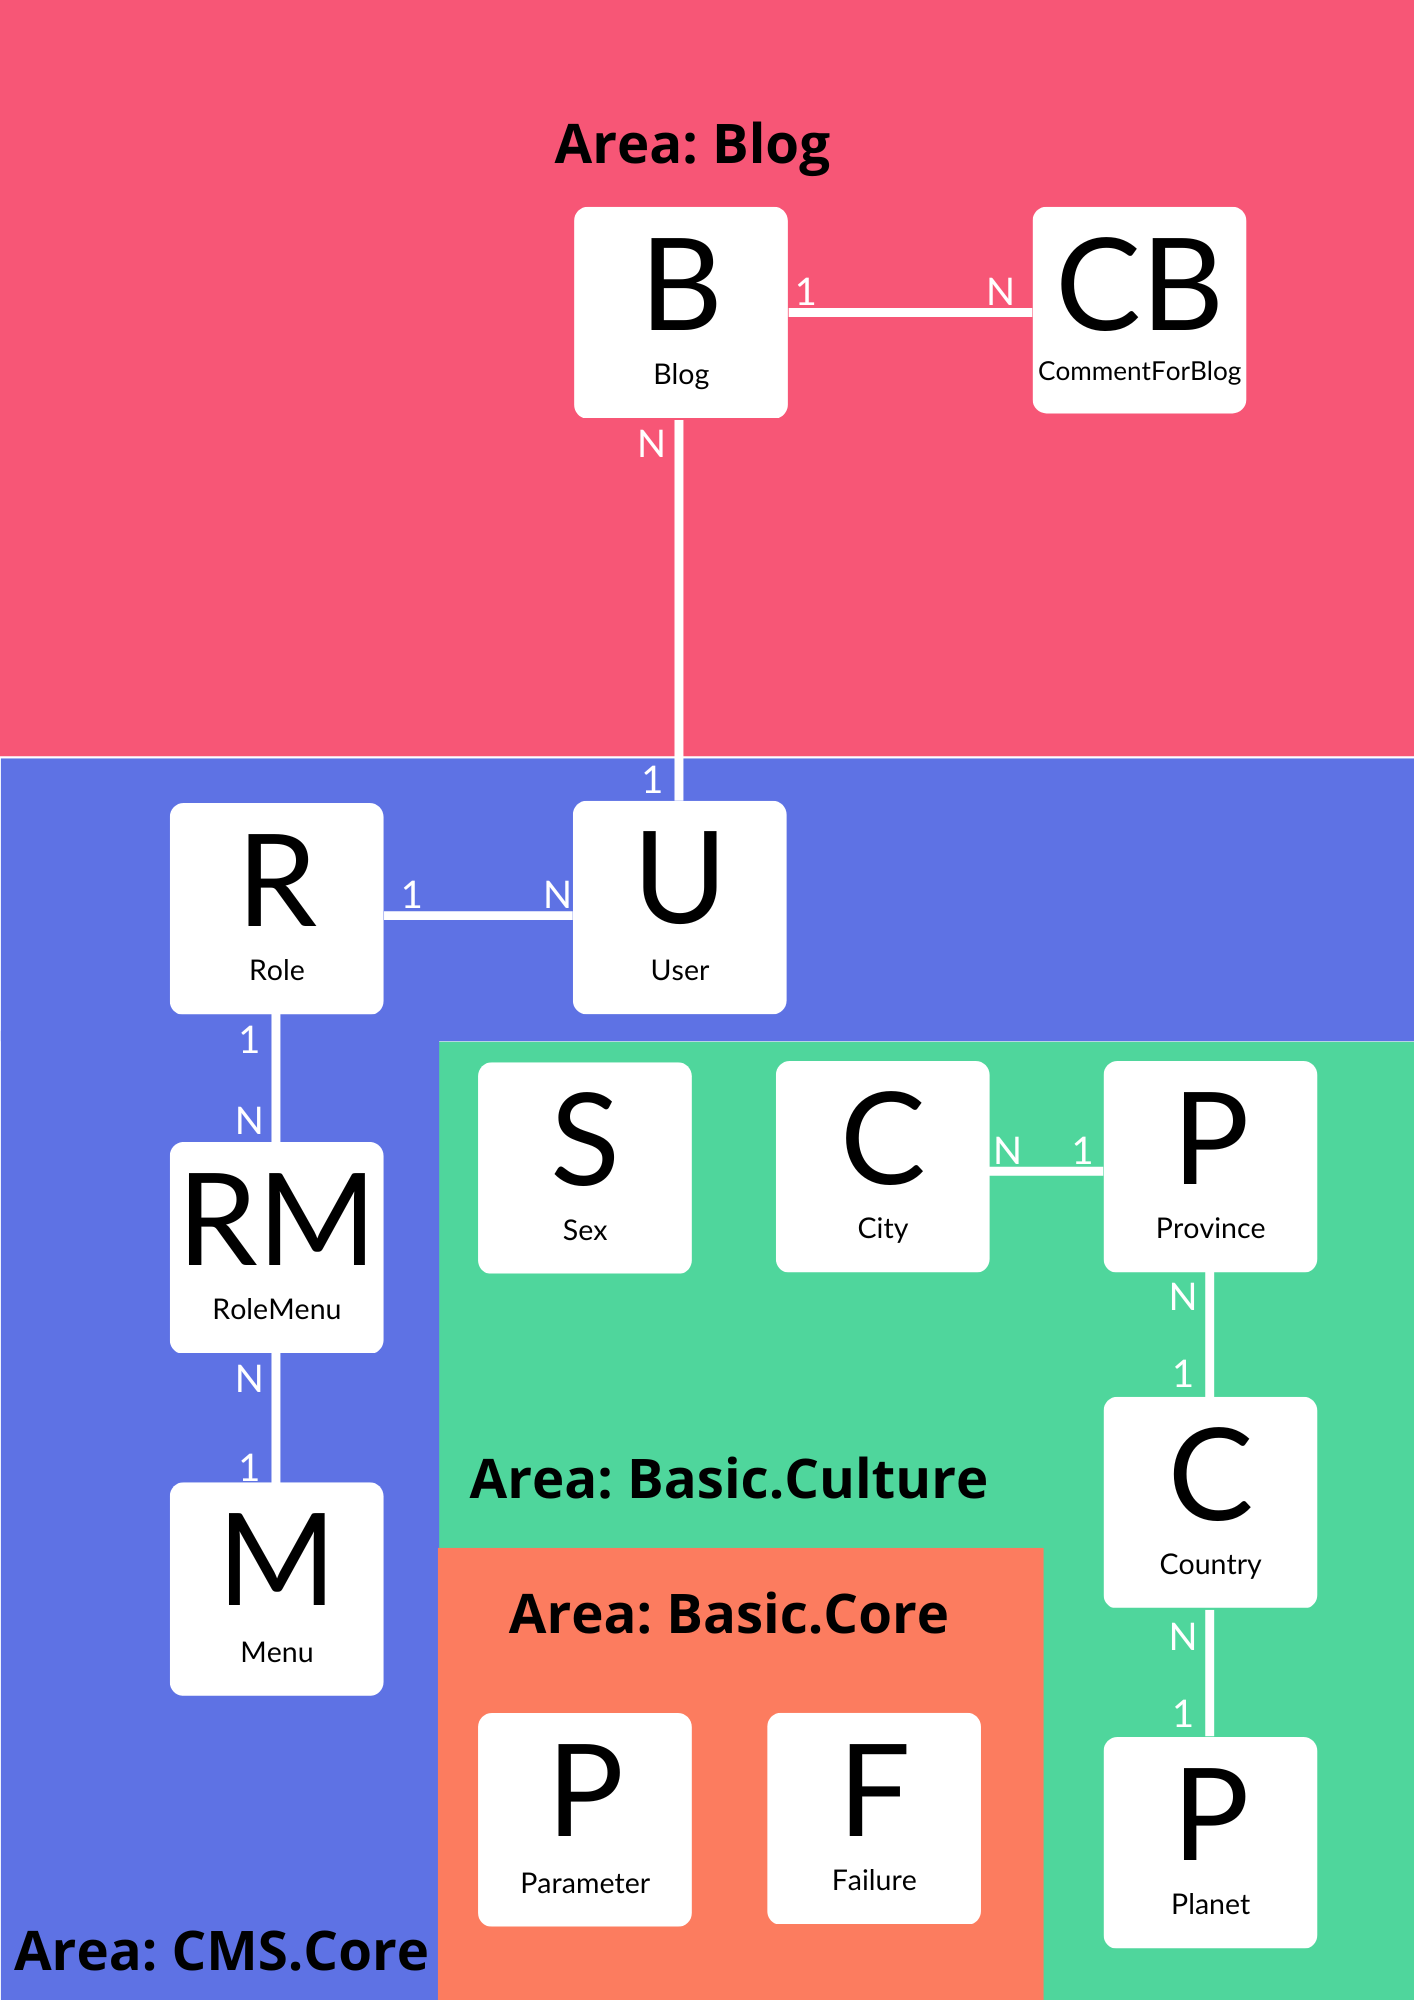 Area: Blog
B
Blog
1
N
CB
CommentForBlog
N
1
R
Role
1
N
U
User
1
N
RM
RoleMenu
N
1
M
Menu
S
Sex
C
City
N
1
P
Province
N
1
C
Country
Area: Basic.Culture
N
1
P
Planet
Area: Basic.Core
P
Parameter
F
Failure
Area: CMS.Core